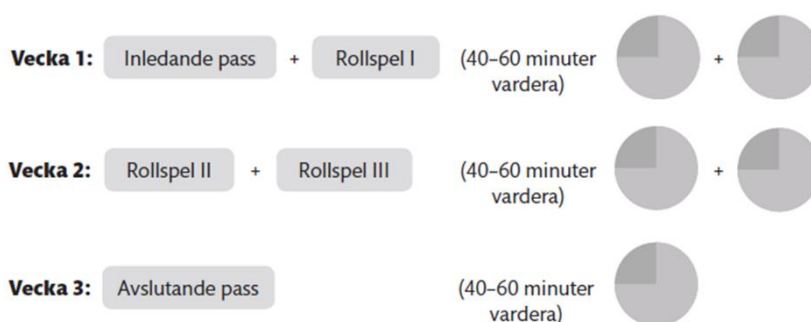 Vecka 1: Inledande pass + Rollspel I (40–60 minuter vardera) +
Vecka 2: Rollspel II + Rollspel III (40–60 minuter vardera) +
Vecka 3: Avslutande pass (40–60 minuter vardera)